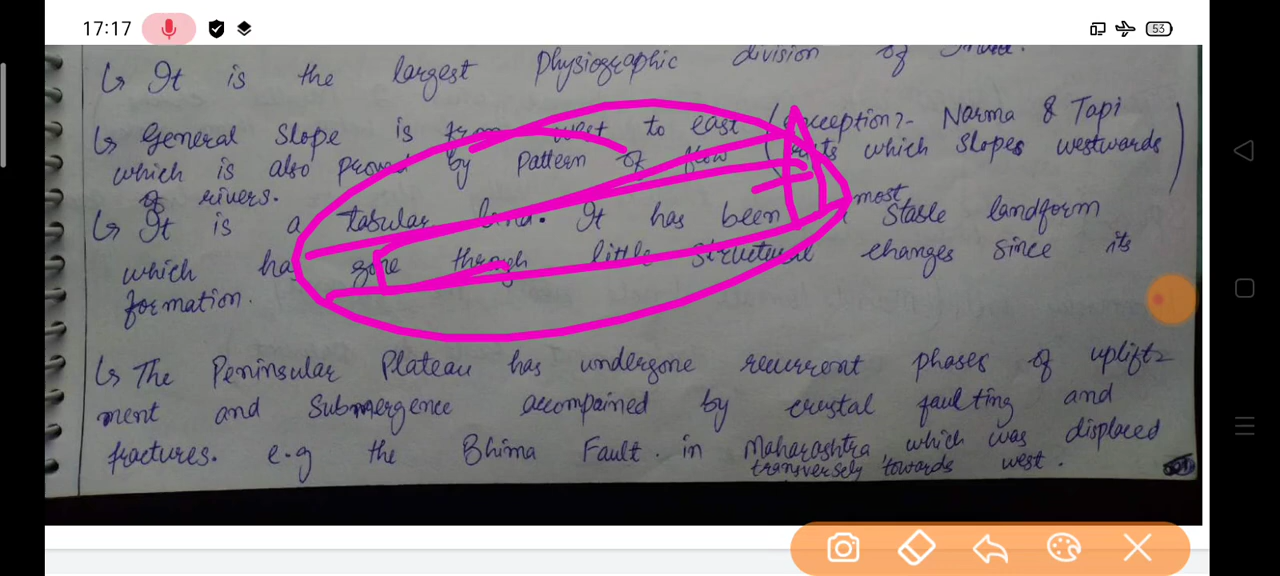 17:17
53
↳ It is the largest Physiographic division of India.
↳ General Slope is from west to east (exception:- Narma & Tapi
which is also proved by Pattern of flow rifts which Slopes westwards)
of rivers.
↳ It is a tabular land. It has been most stable landform
which has gone through little structural changes since its
formation.
↳ The Peninsular Plateau has undergone recurrent phases of uplift=
ment and Submergence accompained by crustal faulting and
fractures. e.g the Bhima Fault. in Maharashtra which was displaced
transversely towards west.